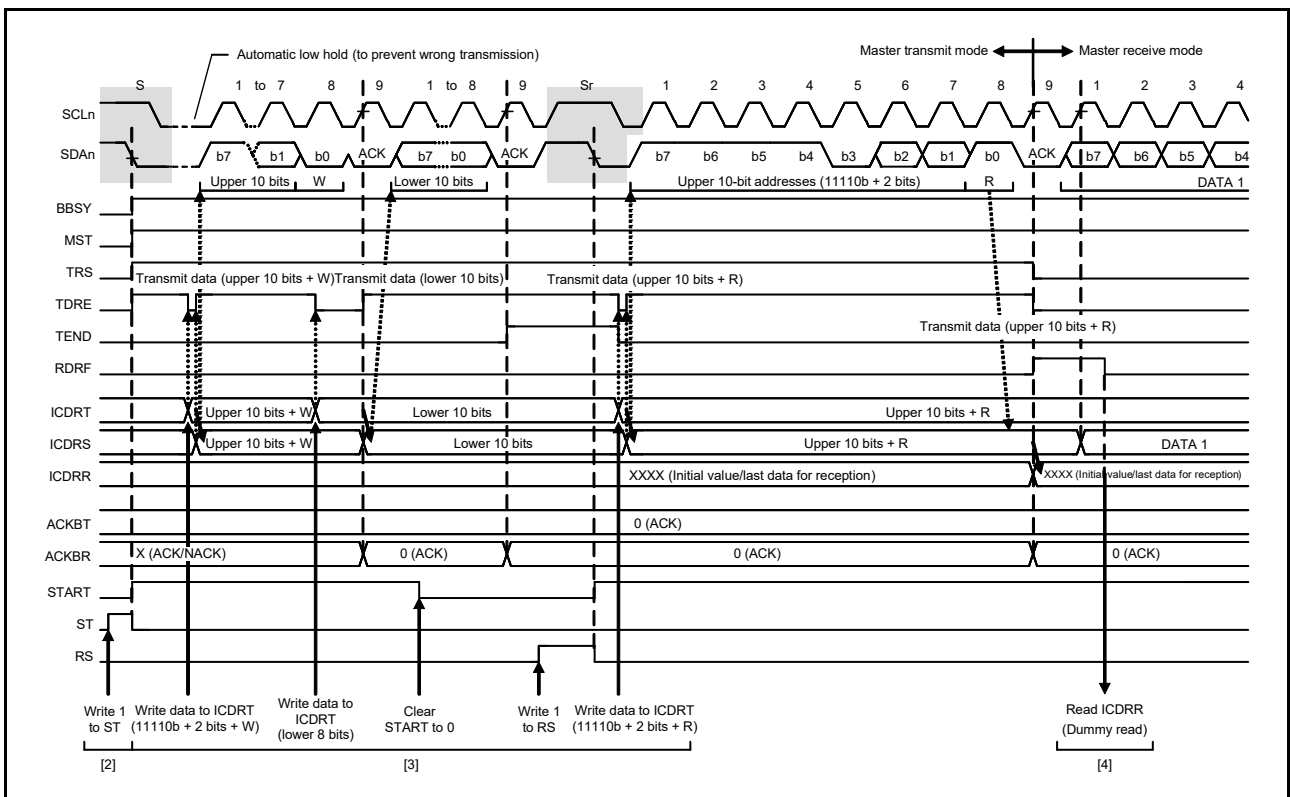 Automatic low hold (to prevent wrong transmission)
Master transmit mode Master receive mode
S 1 to 7 8 9 1 to 8 9 Sr 1 2 3 4 5 6 7 8 9 1 2 3 4
SCLn
SDAn b7 b1 b0 ACK b7 b0 ACK b7 b6 b5 b4 b3 b2 b1 b0 ACK b7 b6 b5 b4
Upper 10 bits W Lower 10 bits Upper 10-bit addresses (11110b + 2 bits) R DATA 1
BBSY
MST
TRS
Transmit data (upper 10 bits + W) Transmit data (lower 10 bits) Transmit data (upper 10 bits + R)
TDRE
Transmit data (upper 10 bits + R)
TEND
RDRF
ICDRT Upper 10 bits + W Lower 10 bits Upper 10 bits + R
ICDRS Upper 10 bits + W Lower 10 bits Upper 10 bits + R DATA 1
ICDRR XXXX (Initial value/last data for reception) XXXX (Initial value/last data for reception)
ACKBT 0 (ACK)
ACKBR X (ACK/NACK) 0 (ACK) 0 (ACK) 0 (ACK)
START
ST
RS
Write 1
to ST
Write data to ICDRT
(11110b + 2 bits + W)
Write data to
ICDRT
(lower 8 bits)
Clear
START to 0
Write 1
to RS
Write data to ICDRT
(11110b + 2 bits + R)
Read ICDRR
(Dummy read)
[2] [3] [4]